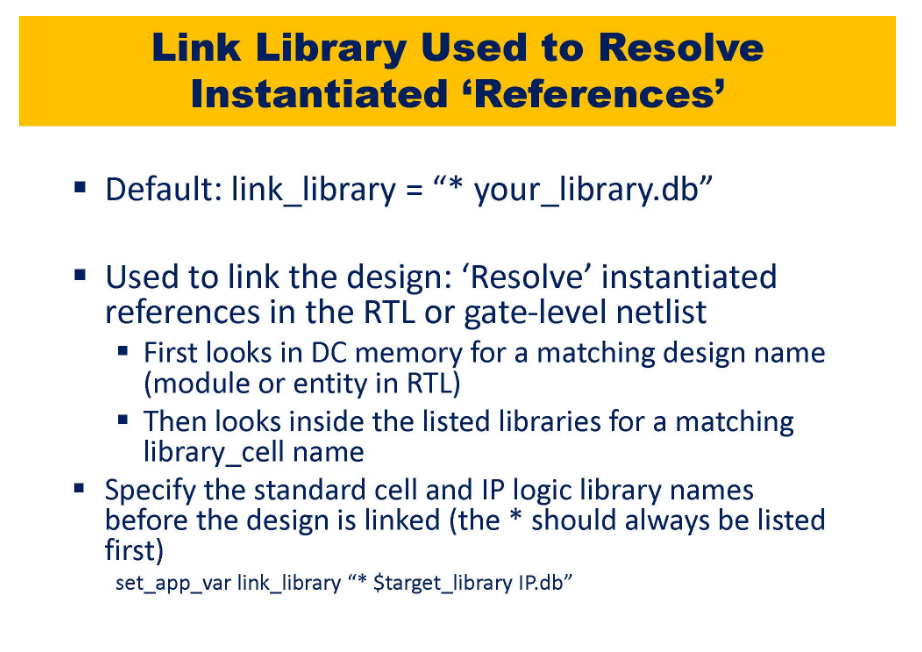 Link Library Used to Resolve
Instantiated ‘References’
▪ Default: link_library = “* your_library.db”
▪ Used to link the design: ‘Resolve’ instantiated
references in the RTL or gate-level netlist
▪ First looks in DC memory for a matching design name
(module or entity in RTL)
▪ Then looks inside the listed libraries for a matching
library_cell name
▪ Specify the standard cell and IP logic library names
before the design is linked (the * should always be listed
first)
set_app_var link_library “* $target_library IP.db”